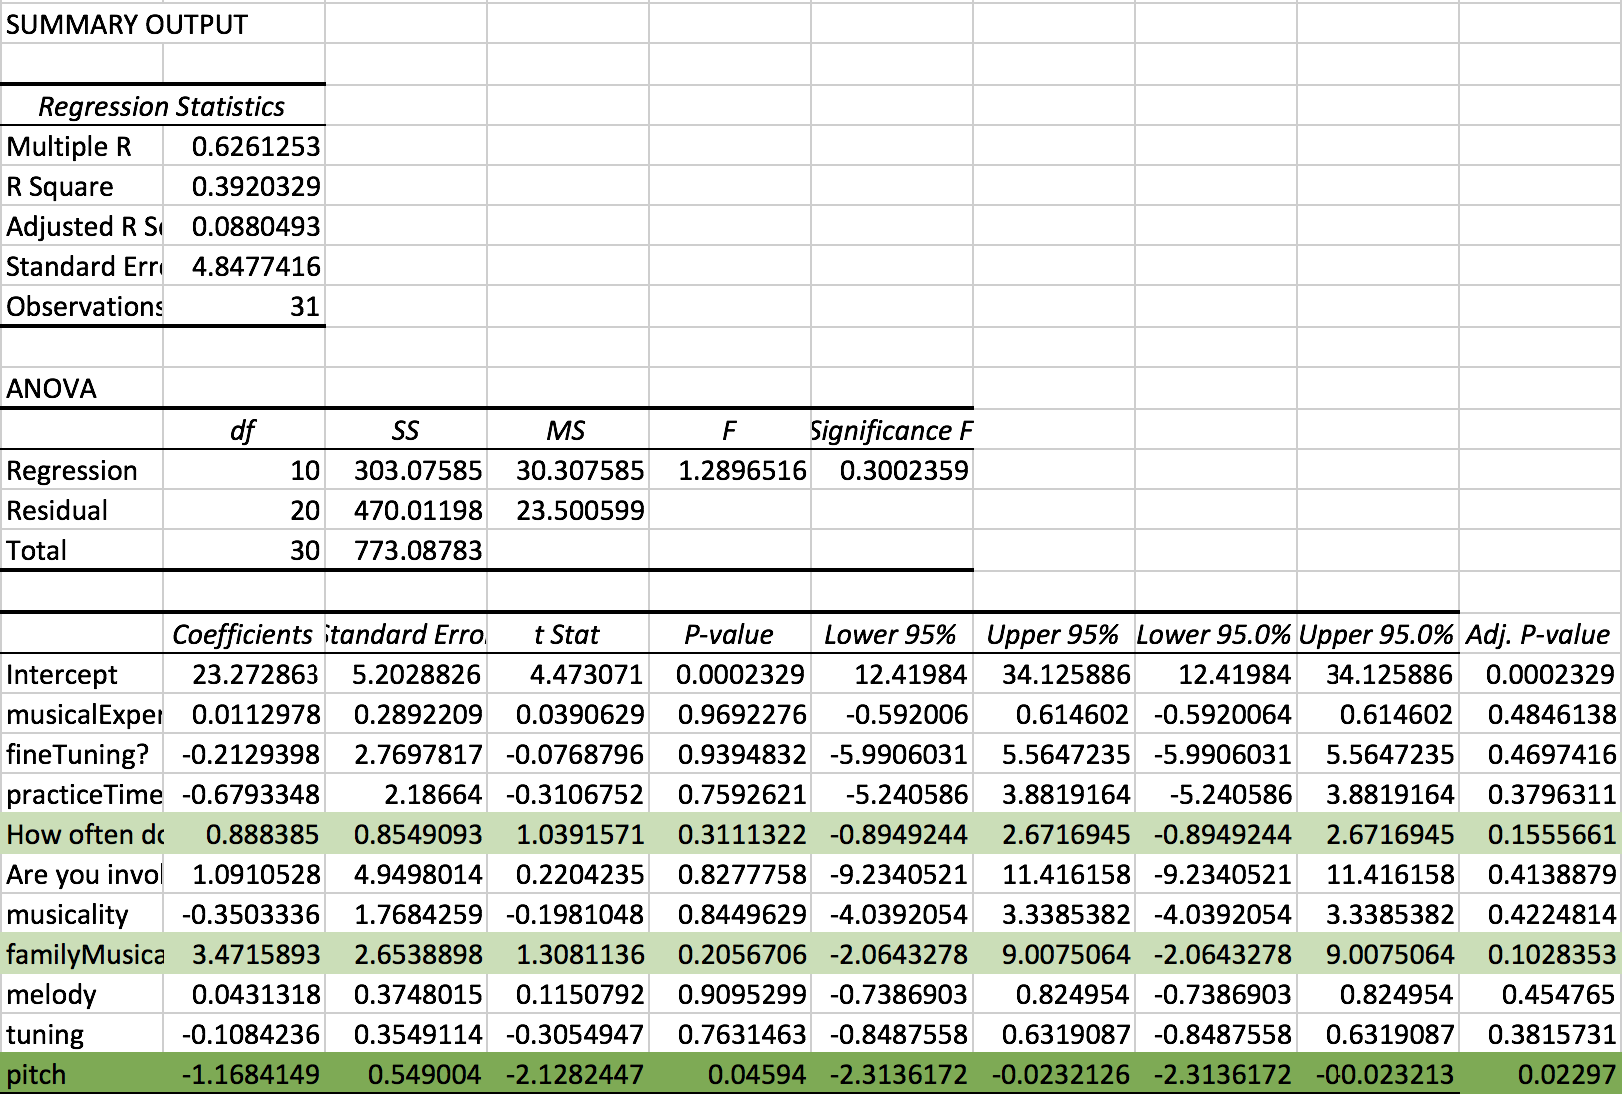 SUMMARY OUTPUT
Regression Statistics
Multiple R 0.6261253
R Square 0.3920329
Adjusted R S 0.0880493
Standard Err 4.8477416
Observations 31
ANOVA
df SS MS F Significance F
Regression 10 303.07585 30.307585 1.2896516 0.3002359
Residual 20 470.01198 23.500599
Total 30 773.08783
Coefficients Standard Erro t Stat P-value Lower 95% Upper 95% Lower 95.0% Upper 95.0% Adj. P-value
Intercept 23.272863 5.2028826 4.473071 0.0002329 12.41984 34.125886 12.41984 34.125886 0.0002329
musicalExper 0.0112978 0.2892209 0.0390629 0.9692276 -0.592006 0.614602 -0.5920064 0.614602 0.4846138
fineTuning? -0.2129398 2.7697817 -0.0768796 0.9394832 -5.9906031 5.5647235 -5.9906031 5.5647235 0.4697416
practiceTime -0.6793348 2.18664 -0.3106752 0.7592621 -5.240586 3.8819164 -5.240586 3.8819164 0.3796311
How often do 0.888385 0.8549093 1.0391571 0.3111322 -0.8949244 2.6716945 -0.8949244 2.6716945 0.1555661
Are you invol 1.0910528 4.9498014 0.2204235 0.8277758 -9.2340521 11.416158 -9.2340521 11.416158 0.4138879
musicality -0.3503336 1.7684259 -0.1981048 0.8449629 -4.0392054 3.3385382 -4.0392054 3.3385382 0.4224814
familyMusica 3.4715893 2.6538898 1.3081136 0.2056706 -2.0643278 9.0075064 -2.0643278 9.0075064 0.1028353
melody 0.0431318 0.3748015 0.1150792 0.9095299 -0.7386903 0.824954 -0.7386903 0.824954 0.454765
tuning -0.1084236 0.3549114 -0.3054947 0.7631463 -0.8487558 0.6319087 -0.8487558 0.6319087 0.3815731
pitch -1.1684149 0.549004 -2.1282447 0.04594 -2.3136172 -0.0232126 -2.3136172 0.02297